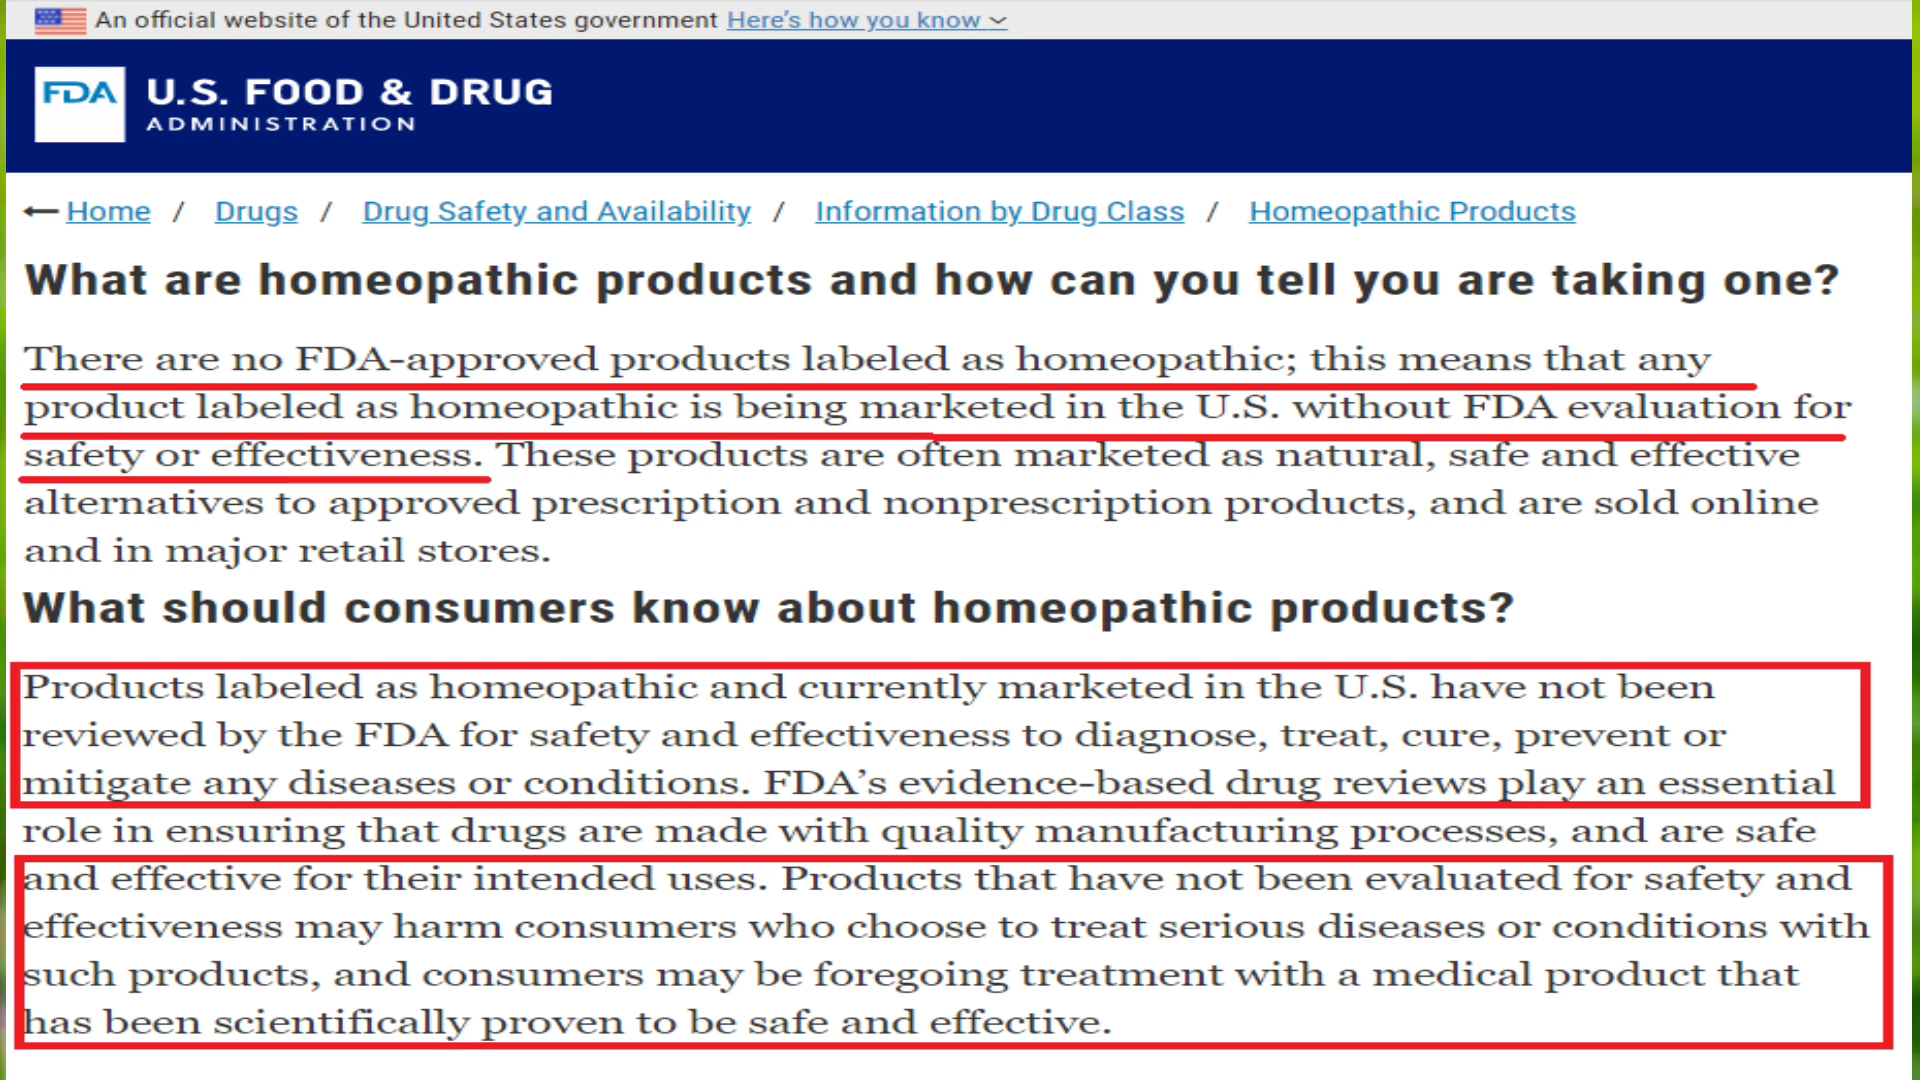 An official website of the United States government Here's how you know
FDA U.S. FOOD & DRUG
ADMINISTRATION
Home / Drugs / Drug Safety and Availability / Information by Drug Class / Homeopathic Products
What are homeopathic products and how can you tell you are taking one?
There are no FDA-approved products labeled as homeopathic; this means that any
product labeled as homeopathic is being marketed in the U.S. without FDA evaluation for
safety or effectiveness. These products are often marketed as natural, safe and effective
alternatives to approved prescription and nonprescription products, and are sold online
and in major retail stores.
What should consumers know about homeopathic products?
Products labeled as homeopathic and currently marketed in the U.S. have not been
reviewed by the FDA for safety and effectiveness to diagnose, treat, cure, prevent or
mitigate any diseases or conditions. FDA’s evidence-based drug reviews play an essential
role in ensuring that drugs are made with quality manufacturing processes, and are safe
and effective for their intended uses. Products that have not been evaluated for safety and
effectiveness may harm consumers who choose to treat serious diseases or conditions with
such products, and consumers may be foregoing treatment with a medical product that
has been scientifically proven to be safe and effective.